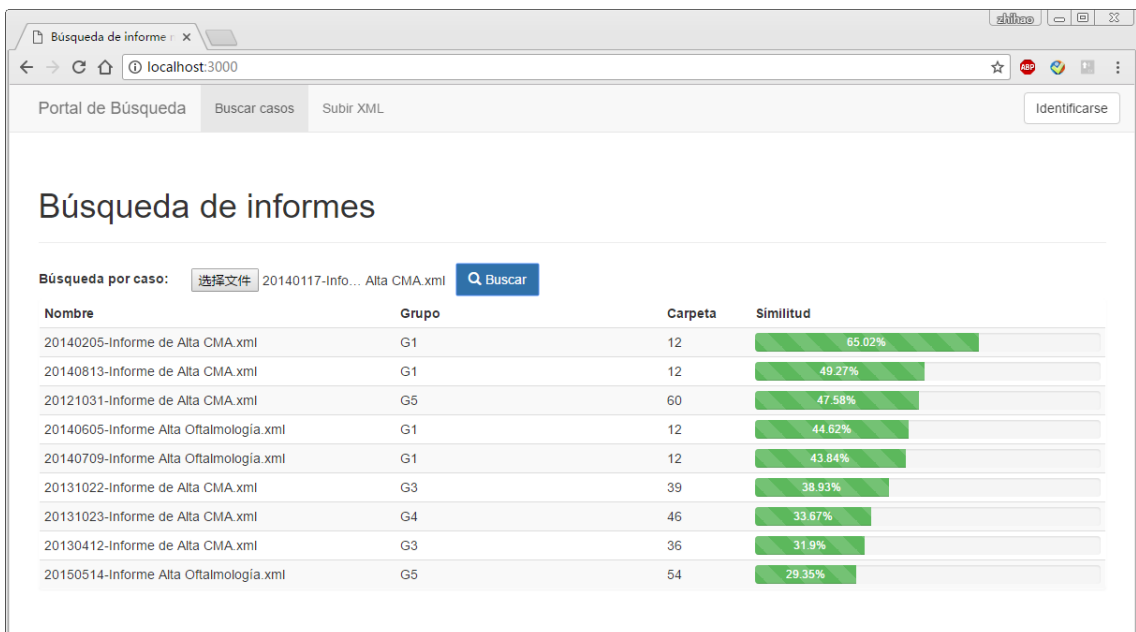 zhihao
Búsqueda de informe
localhost:3000
ABP
Portal de Búsqueda Buscar casos Subir XML Identificarse
Búsqueda de informes
Búsqueda por caso: 选择文件 20140117-Info... Alta CMA.xml Buscar
Nombre Grupo Carpeta Similitud
20140205-Informe de Alta CMA.xml G1 12 65.02%
20140813-Informe de Alta CMA.xml G1 12 49.27%
20121031-Informe de Alta CMA.xml G5 60 47.58%
20140605-Informe Alta Oftalmología.xml G1 12 44.62%
20140709-Informe Alta Oftalmología.xml G1 12 43.84%
20131022-Informe de Alta CMA.xml G3 39 38.93%
20131023-Informe de Alta CMA.xml G4 46 33.67%
20130412-Informe de Alta CMA.xml G3 36 31.9%
20150514-Informe Alta Oftalmología.xml G5 54 29.35%